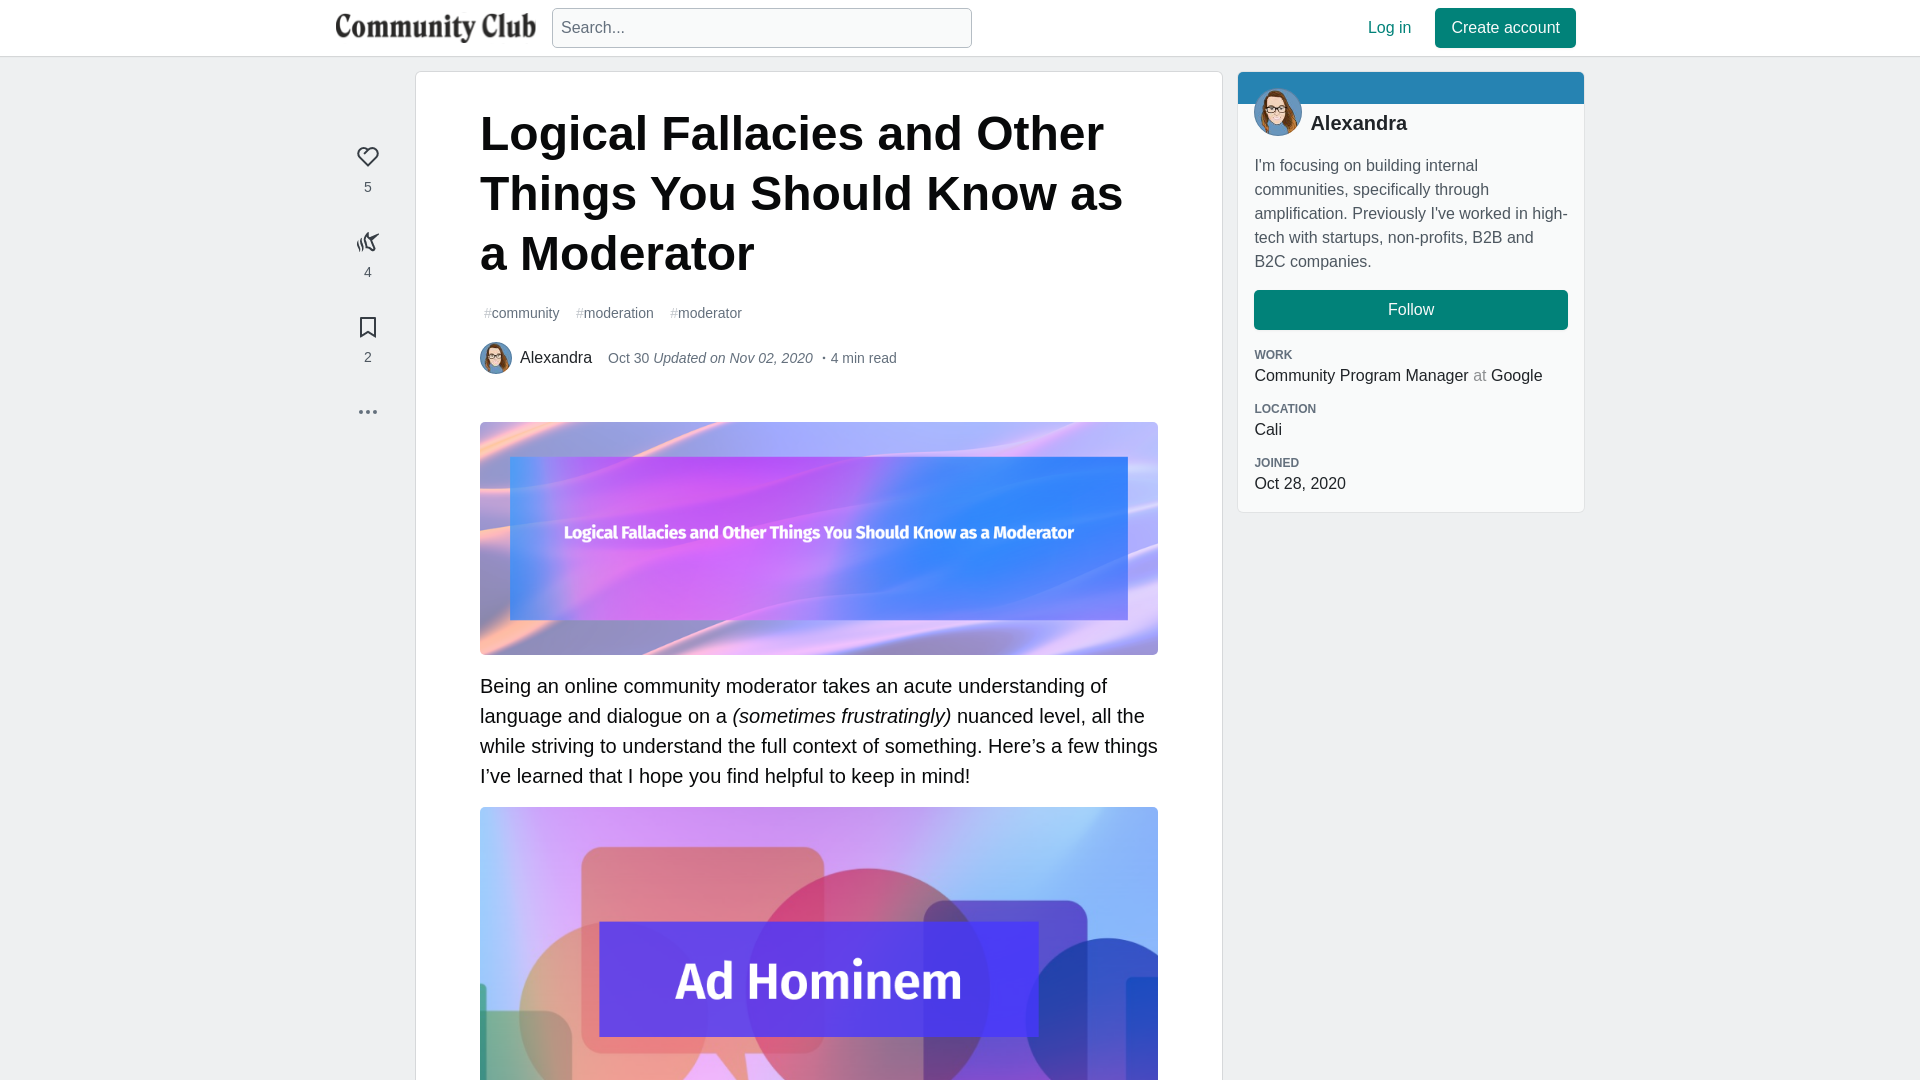 Community Club
Search...
Log in
Create account
5
4
2
Logical Fallacies and Other
Things You Should Know as
a Moderator
#community #moderation #moderator
Alexandra Oct 30 Updated on Nov 02, 2020 ・4 min read
Logical Fallacies and Other Things You Should Know as a Moderator
Being an online community moderator takes an acute understanding of
language and dialogue on a (sometimes frustratingly) nuanced level, all the
while striving to understand the full context of something. Here’s a few things
I’ve learned that I hope you find helpful to keep in mind!
Ad Hominem
Alexandra
I'm focusing on building internal
communities, specifically through
amplification. Previously I've worked in high-
tech with startups, non-profits, B2B and
B2C companies.
Follow
WORK
Community Program Manager at Google
LOCATION
Cali
JOINED
Oct 28, 2020